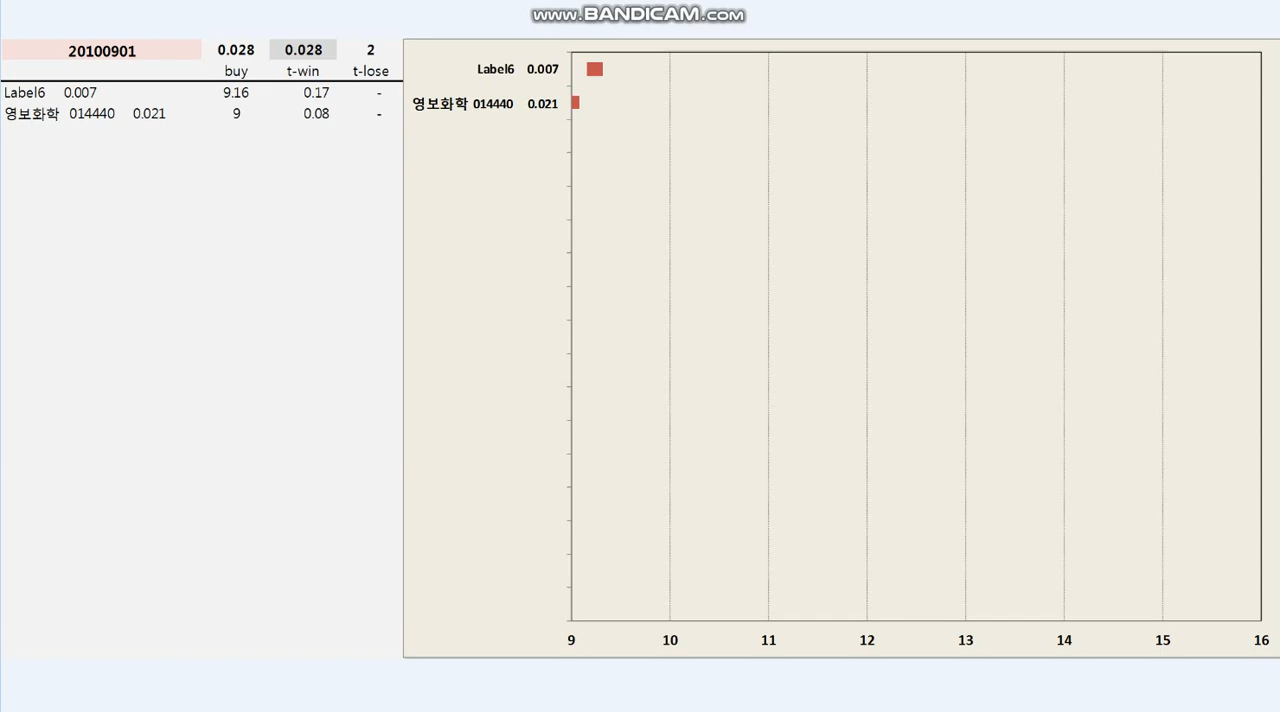 www.BANDICAM.com
20100901 0.028 0.028 2
buy t-win t-lose
Label6 0.007 9.16 0.17 -
영보화학 014440 0.021 9 0.08 -
Label6 0.007
영보화학 014440 0.021
9 10 11 12 13 14 15 16